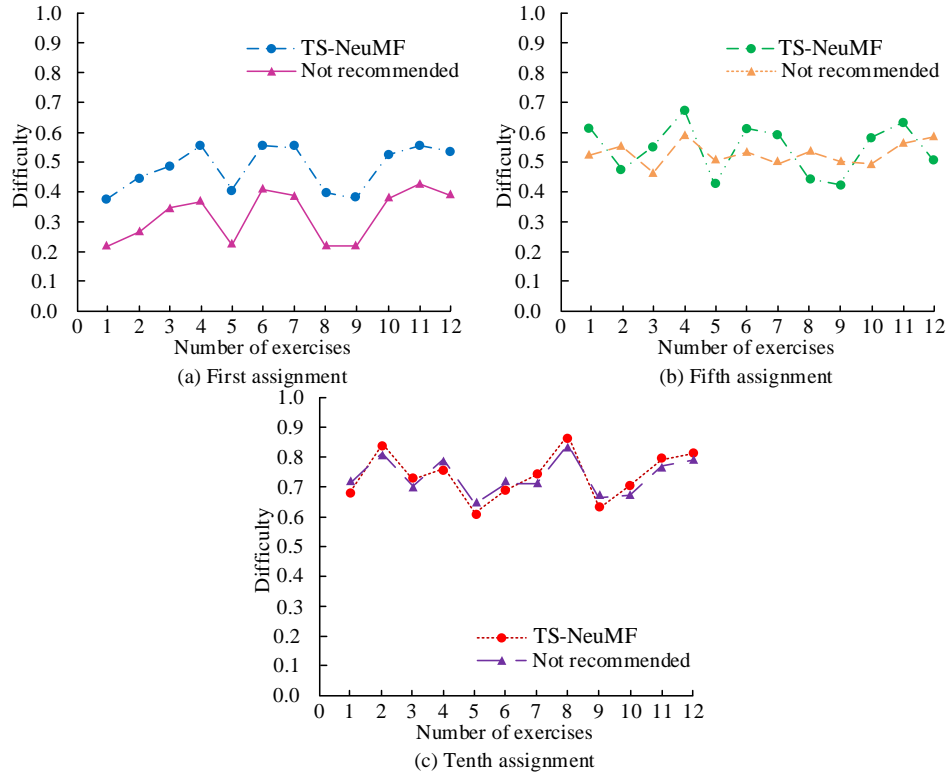 1.0
0.9
0.8
0.7
0.6
0.5
0.4
0.3
0.2
0.1
0.0
Difficulty
TS-NeuMF
Not recommended
0 1 2 3 4 5 6 7 8 9 10 11 12
Number of exercises
(a) First assignment
1.0
0.9
0.8
0.7
0.6
0.5
0.4
0.3
0.2
0.1
0.0
Difficulty
TS-NeuMF
Not recommended
0 1 2 3 4 5 6 7 8 9 10 11 12
Number of exercises
(b) Fifth assignment
1.0
0.9
0.8
0.7
0.6
0.5
0.4
0.3
0.2
0.1
0.0
Difficulty
TS-NeuMF
Not recommended
0 1 2 3 4 5 6 7 8 9 10 11 12
Number of exercises
(c) Tenth assignment